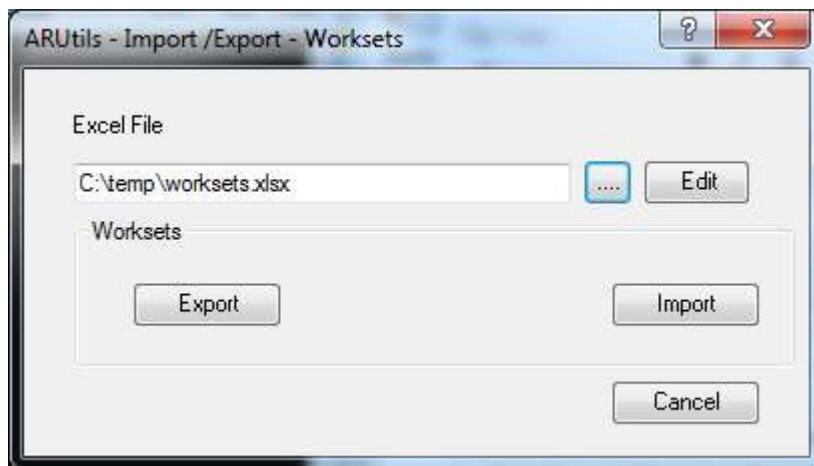 ARUtils - Import /Export - Worksets
?
X
Excel File
C:\temp\worksets.xlsx
....
Edit
Worksets
Export
Import
Cancel